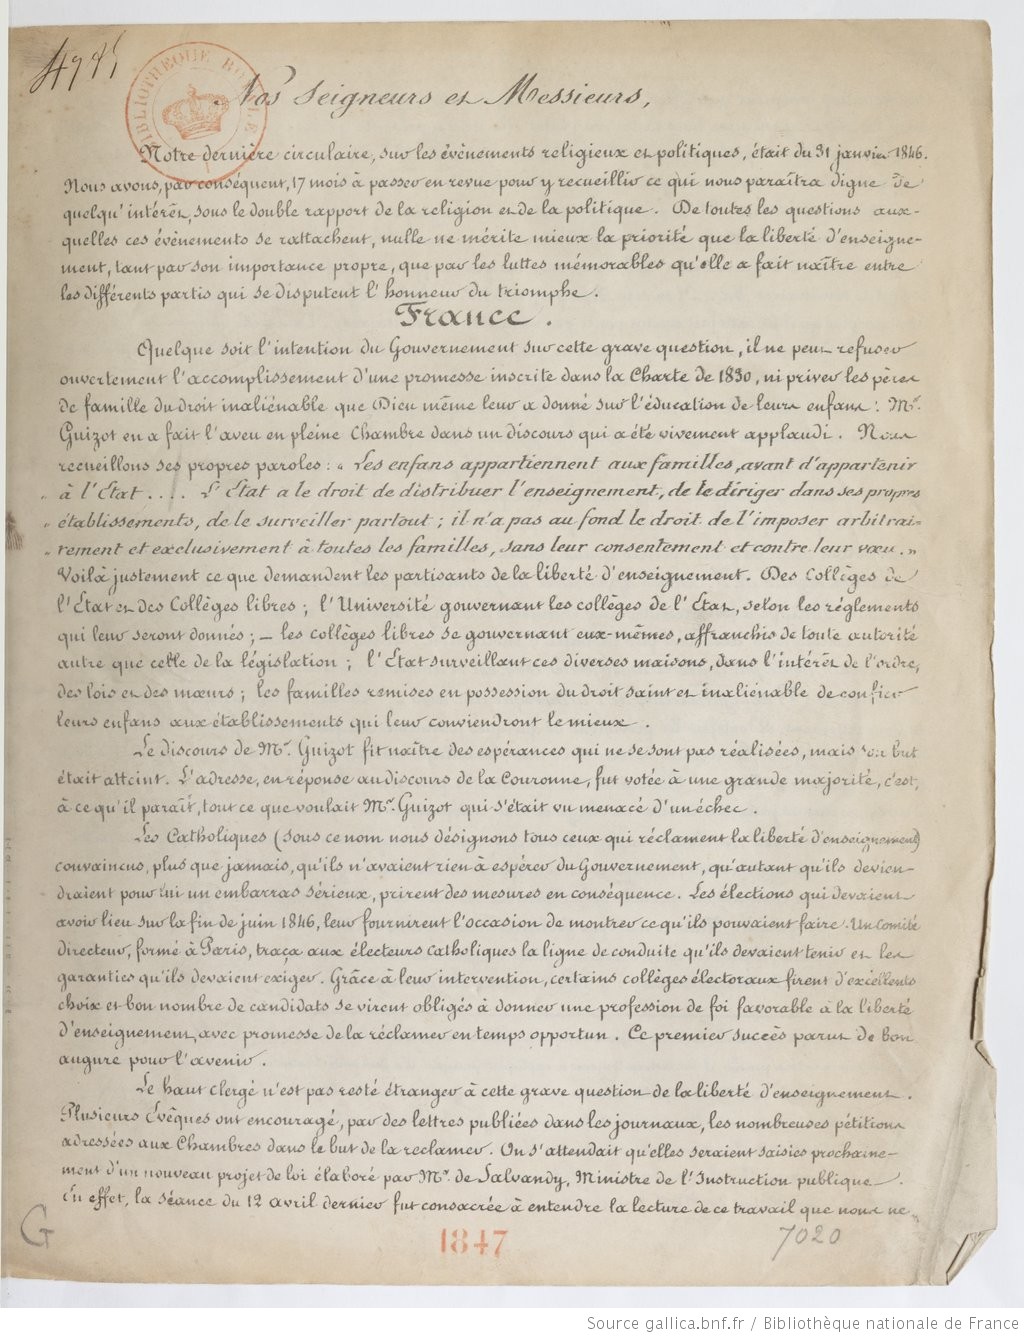 4785
BIBLIOTHEQUE ROYALE
Nos Seigneurs et Messieurs,
Notre dernière circulaire, sur les évènements religieux et politiques, était du 31 janvier 1846.
Nous avons, par conséquent, 17 mois à passer en revue pour y recueillir ce qui nous paraîtra digne de
quelqu'intérêt, sous le double rapport de la religion et de la politique. De toutes les questions aux-
quelles ces évènements se rattachent, nulle ne mérite mieux la priorité que la liberté d'enseigne-
ment, tant par son importance propre, que par les luttes mémorables qu'elle a fait naître entre
les différents partis qui se disputent l'honneur du triomphe.
France.
Quelque soit l'intention du Gouvernement sur cette grave question, il ne peut refuser
ouvertement l'accomplissement d'une promesse inscrite dans la Charte de 1830, ni priver les pères
de famille du droit inaliénable que Dieu même leur a donné sur l'éducation de leurs enfans. Mr.
Guizot en a fait l'aveu en pleine Chambre dans un discours qui a été vivement applaudi. Nous
recueillons ses propres paroles : « Les enfans appartiennent aux familles, avant d'appartenir
« à l'Etat .... L'Etat a le droit de distribuer l'enseignement, de le diriger dans ses propres
« établissements, de le surveiller partout ; il n'a pas au fond le droit de l'imposer arbitrai-
« rement et exclusivement à toutes les familles, sans leur consentement et contre leur vœu. »
Voilà justement ce que demandent les partisants de la liberté d'enseignement. Des Collèges de
l'Etat et des Collèges libres ; l'Université gouvernant les collèges de l'Etat, selon les réglements
qui leur seront donnés ; – les collèges libres se gouvernant eux-mêmes, affranchis de toute autorité
autre que celle de la législation ; l'Etat surveillant ces diverses maisons, dans l'intérêt de l'ordre,
des lois et des mœurs ; les familles remises en possession du droit saint et inaliénable de confier
leurs enfans aux établissements qui leur conviendront le mieux.
Le discours de Mr. Guizot fit naître des espérances qui ne se sont pas réalisées, mais son but
était atteint. L'adresse, en réponse au discours de la Couronne, fut votée à une grande majorité, c'est,
à ce qu'il paraît, tout ce que voulait Mr. Guizot qui s'était vu menacé d'un échec.
Les Catholiques (sous ce nom nous désignons tous ceux qui réclament la liberté d'enseignement)
convaincus, plus que jamais, qu'ils n'avaient rien à espérer du Gouvernement, qu'autant qu'ils devien-
draient pour lui un embarras sérieux, prirent des mesures en conséquence. Les élections qui devaient
avoir lieu sur la fin de juin 1846, leur fournirent l'occasion de montrer ce qu'ils pouvaient faire. Un Comité
directeur, formé à Paris, traça aux électeurs catholiques la ligne de conduite qu'ils devaient tenir et les
garanties qu'ils devaient exiger. Grâce à leur intervention, certains collèges électoraux firent d'excellents
choix et bon nombre de candidats se virent obligés à donner une profession de foi favorable à la liberté
d'enseignement, avec promesse de la réclamer en temps opportun. Ce premier succès parut de bon
augure pour l'avenir.
Le haut clergé n'est pas resté étranger à cette grave question de la liberté d'enseignement.
Plusieurs Evêques ont encouragé, par des lettres publiées dans les journaux, les nombreuses pétitions
adressées aux Chambres dans le but de la réclamer. On s'attendait qu'elles seraient saisies prochaine-
ment d'un nouveau projet de loi élaboré par Mr. de Salvandy, Ministre de l'Instruction publique.
En effet, la séance du 12 avril dernier fut consacrée à entendre la lecture de ce travail que nous ne
G
1847
7020
Source gallica.bnf.fr / Bibliothèque nationale de France